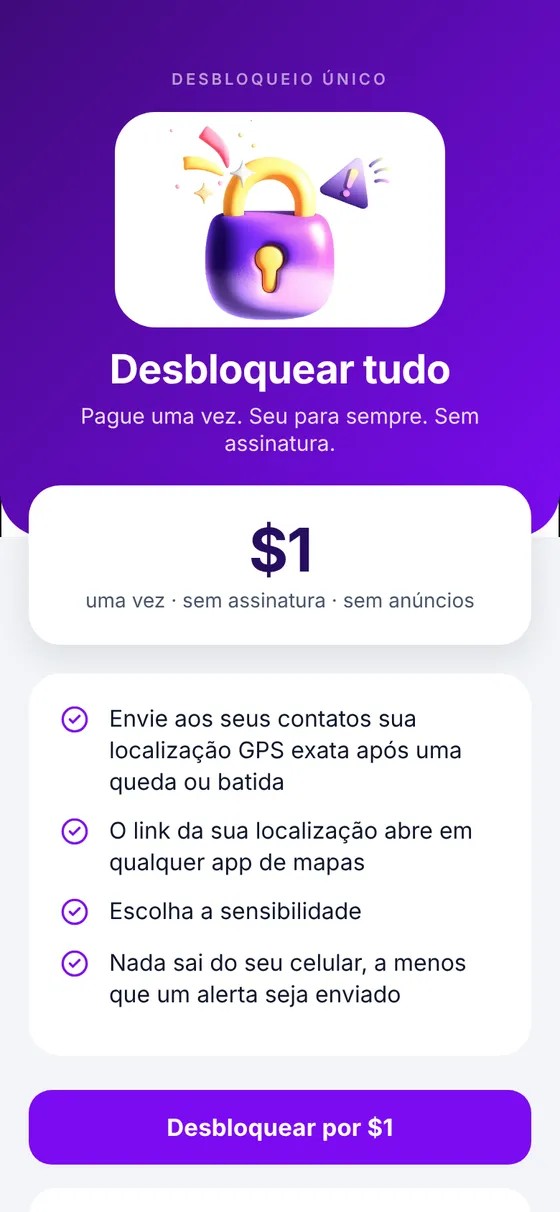 DESBLOQUEIO ÚNICO
Desbloquear tudo
Pague uma vez. Seu para sempre. Sem
assinatura.
$1
uma vez · sem assinatura · sem anúncios
Envie aos seus contatos sua
localização GPS exata após uma
queda ou batida
O link da sua localização abre em
qualquer app de mapas
Escolha a sensibilidade
Nada sai do seu celular, a menos
que um alerta seja enviado
Desbloquear por $1